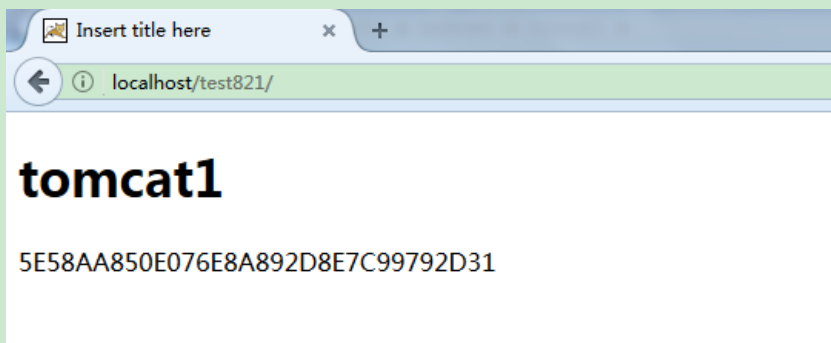 Insert title here
localhost/test821/
tomcat1
5E58AA850E076E8A892D8E7C99792D31